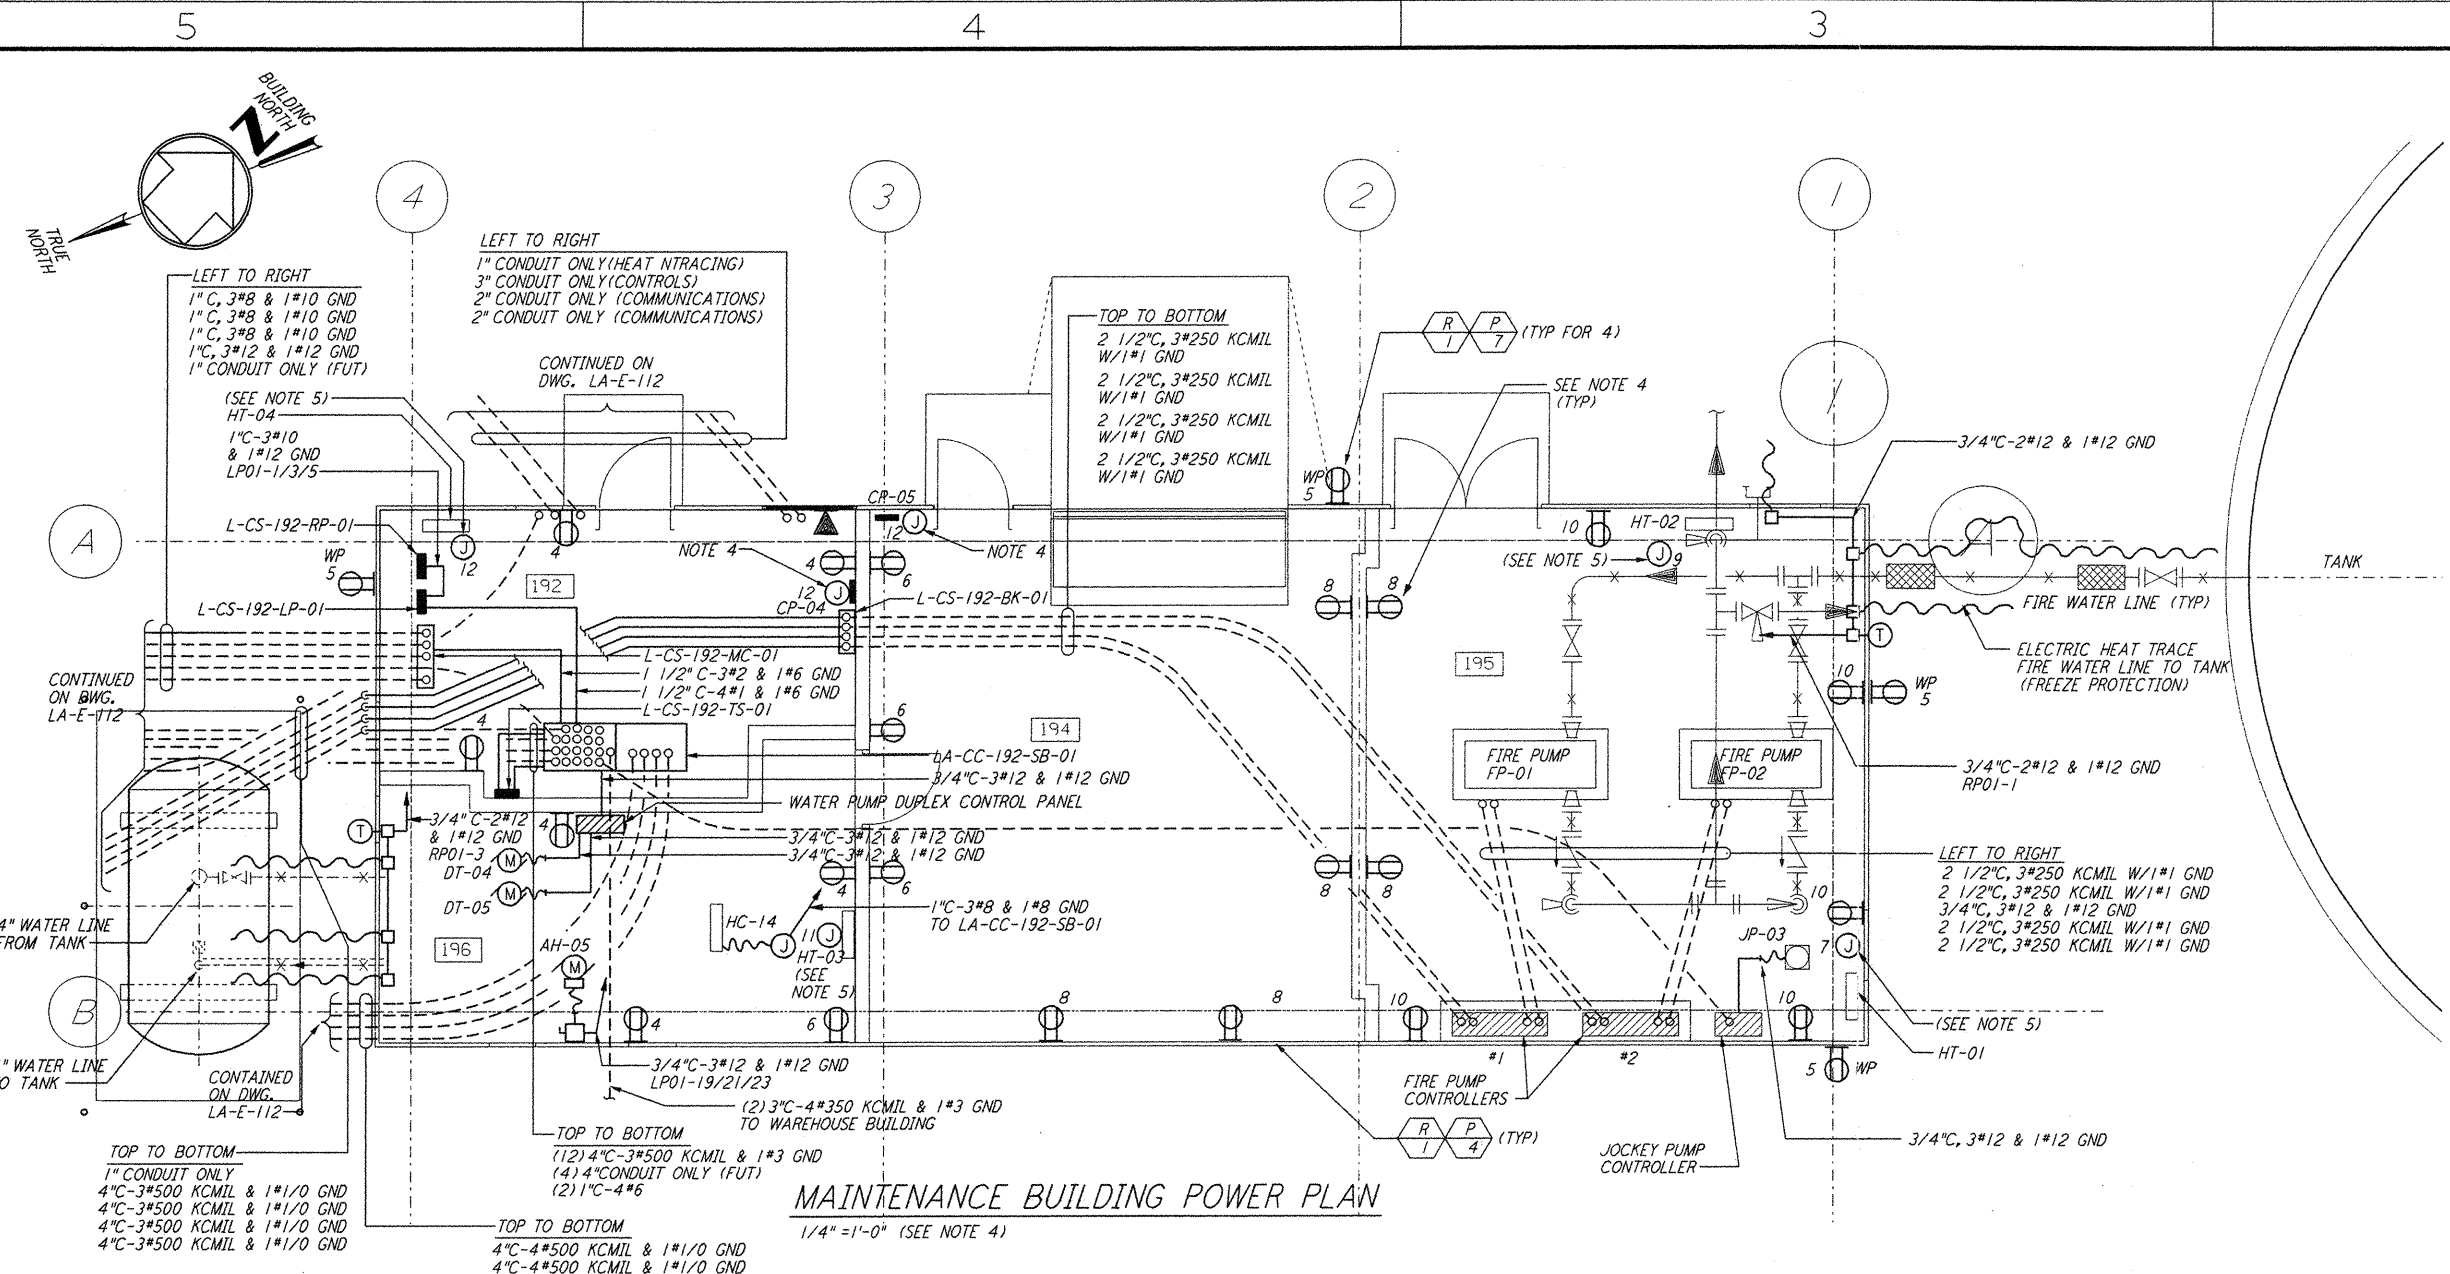 5
4
3
BUILDING
NORTH
N
TRUE
NORTH
4
3
2
1
LEFT TO RIGHT
1" C, 3#8 & 1#10 GND
1" C, 3#8 & 1#10 GND
1" C, 3#8 & 1#10 GND
1"C, 3#12 & 1#12 GND
1" CONDUIT ONLY (FUT)
LEFT TO RIGHT
1" CONDUIT ONLY(HEAT NTRACING)
3" CONDUIT ONLY(CONTROLS)
2" CONDUIT ONLY (COMMUNICATIONS)
2" CONDUIT ONLY (COMMUNICATIONS)
CONTINUED ON
DWG. LA-E-112
TOP TO BOTTOM
2 1/2"C, 3#250 KCMIL
W/1#1 GND
2 1/2"C, 3#250 KCMIL
W/1#1 GND
2 1/2"C, 3#250 KCMIL
W/1#1 GND
2 1/2"C, 3#250 KCMIL
W/1#1 GND
R
1
P
7
(TYP FOR 4)
SEE NOTE 4
(TYP)
1
3/4"C-2#12 & 1#12 GND
(SEE NOTE 5)
HT-04
1"C-3#10
& 1#12 GND
LP01-1/3/5
L-CS-192-RP-01
A
WP
5
J
12
4
192
L-CS-192-LP-01
CP-05
12
J
NOTE 4
NOTE 4
4
6
12
J
CP-04
L-CS-192-BK-01
WP
5
8
8
10
HT-02
(SEE NOTE 5)
J
9
TANK
FIRE WATER LINE (TYP)
T
ELECTRIC HEAT TRACE
FIRE WATER LINE TO TANK
(FREEZE PROTECTION)
195
10
WP
5
CONTINUED
ON DWG.
LA-E-112
L-CS-192-MC-01
1 1/2" C-3#2 & 1#6 GND
1 1/2" C-4#1 & 1#6 GND
L-CS-192-TS-01
4
6
194
LA-CC-192-SB-01
3/4"C-3#12 & 1#12 GND
WATER PUMP DUPLEX CONTROL PANEL
FIRE PUMP
FP-01
FIRE PUMP
FP-02
3/4"C-2#12 & 1#12 GND
RP01-1
T
3/4" C-2#12
& 1#12 GND
RP01-3
4
3/4"C-3#12 & 1#12 GND
3/4"C-3#12 & 1#12 GND
DT-04
M
DT-05
M
4
6
8
8
LEFT TO RIGHT
2 1/2"C, 3#250 KCMIL W/1#1 GND
2 1/2"C, 3#250 KCMIL W/1#1 GND
3/4"C, 3#12 & 1#12 GND
2 1/2"C, 3#250 KCMIL W/1#1 GND
2 1/2"C, 3#250 KCMIL W/1#1 GND
10
4" WATER LINE
FROM TANK
196
AH-05
M
HC-14
J
11
J
HT-03
(SEE
NOTE 5)
1"C-3#8 & 1#8 GND
TO LA-CC-192-SB-01
JP-03
7
J
B
4
6
8
8
10
10
#1
#2
(SEE NOTE 5)
HT-01
5
WP
" WATER LINE
O TANK
CONTAINED
ON DWG.
LA-E-112
3/4"C-3#12 & 1#12 GND
LP01-19/21/23
(2)3"C-4#350 KCMIL & 1#3 GND
TO WAREHOUSE BUILDING
FIRE PUMP
CONTROLLERS
R
1
P
4
(TYP)
JOCKEY PUMP
CONTROLLER
3/4"C, 3#12 & 1#12 GND
TOP TO BOTTOM
1" CONDUIT ONLY
4"C-3#500 KCMIL & 1#1/0 GND
4"C-3#500 KCMIL & 1#1/0 GND
4"C-3#500 KCMIL & 1#1/0 GND
4"C-3#500 KCMIL & 1#1/0 GND
TOP TO BOTTOM
(12)4"C-3#500 KCMIL & 1#3 GND
(4)4"CONDUIT ONLY (FUT)
(2)1"C-4#6
TOP TO BOTTOM
4"C-4#500 KCMIL & 1#1/0 GND
4"C-4#500 KCMIL & 1#1/0 GND
MAINTENANCE BUILDING POWER PLAN
1/4" =1'-0" (SEE NOTE 4)